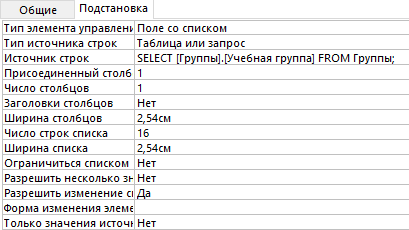 Общие Подстановка
Тип элемента управлени Поле со списком
Тип источника строк Таблица или запрос
Источник строк SELECT [Группы].[Учебная группа] FROM Группы;
Присоединенный столб 1
Число столбцов 1
Заголовки столбцов Нет
Ширина столбцов 2,54см
Число строк списка 16
Ширина списка 2,54см
Ограничиться списком Нет
Разрешить несколько зн Нет
Разрешить изменение сп Да
Форма изменения элеме
Только значения источн Нет